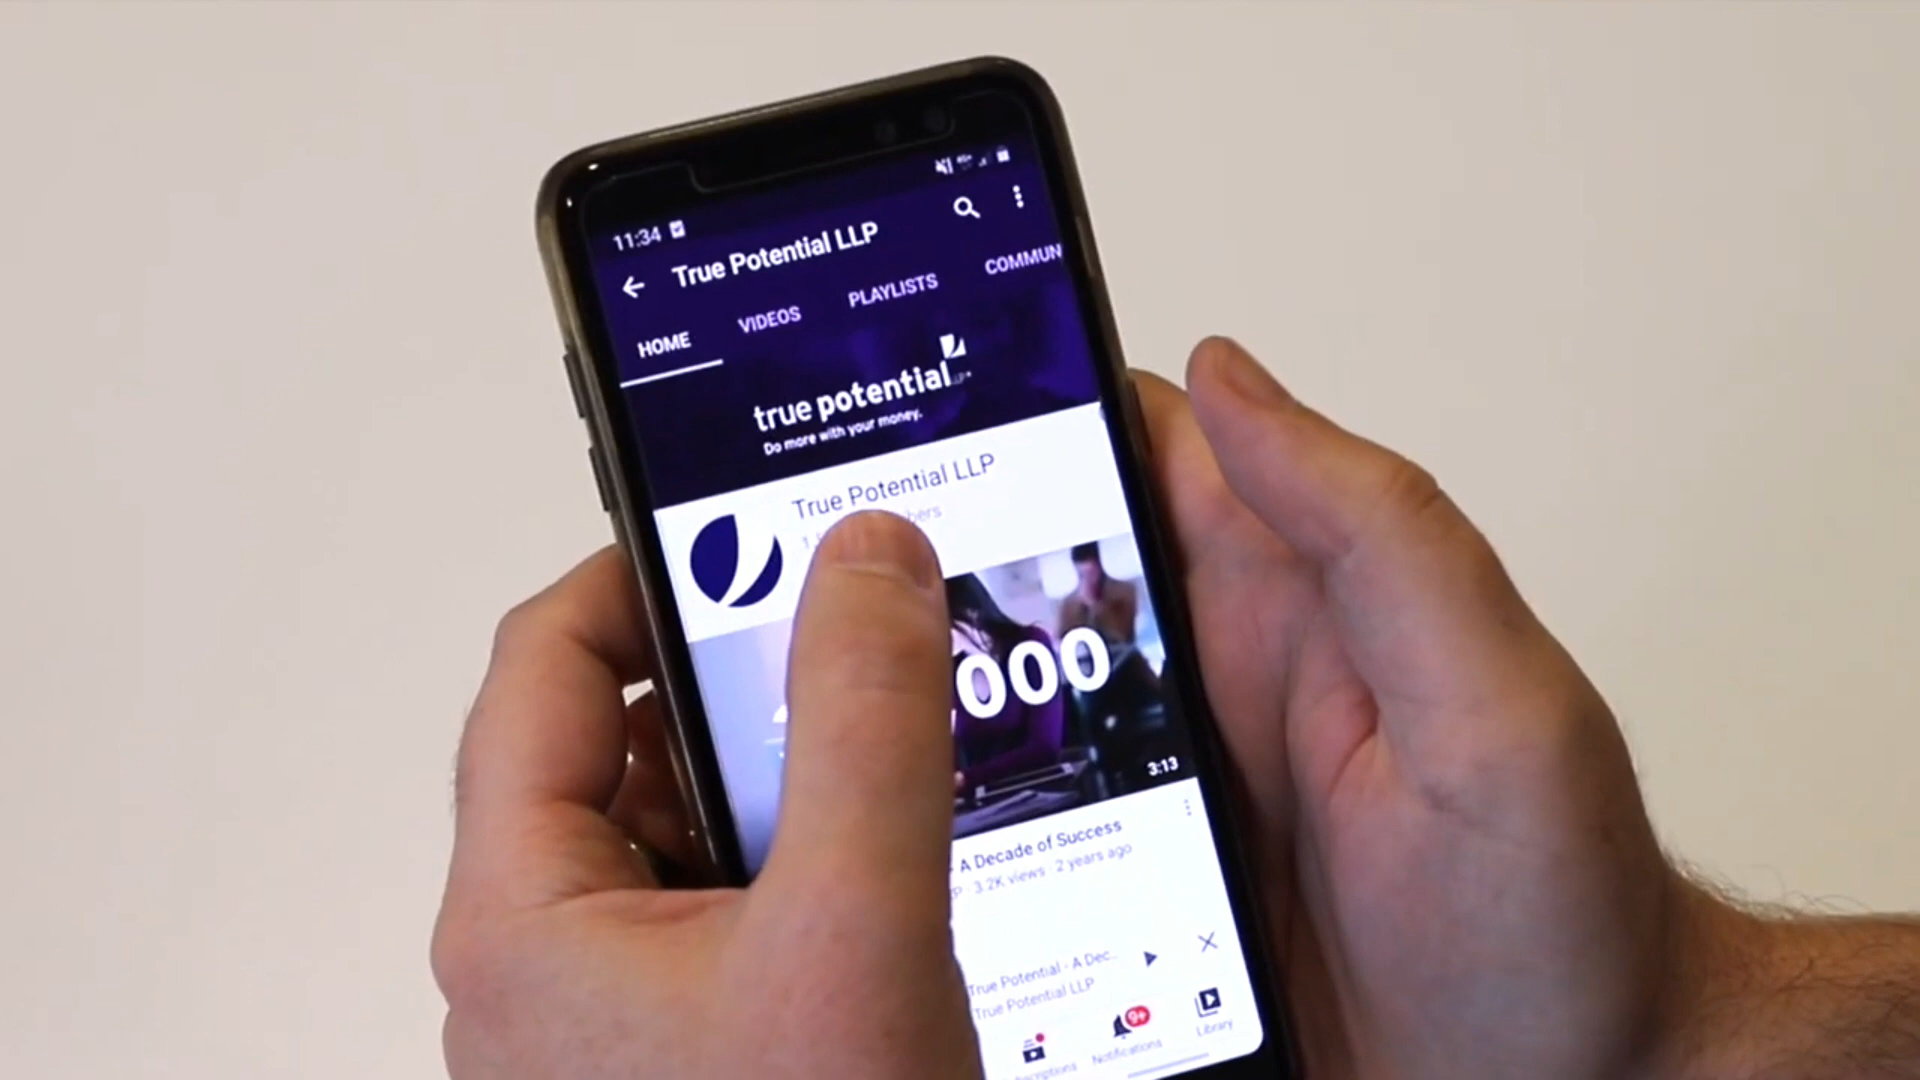 11:34
True Potential LLP
HOME VIDEOS PLAYLISTS COMMUN
true potential LLP
Do more with your money.
True Potential LLP
000
3:13
A Decade of Success
3.2K views · 2 years ago
True Potential - A Dec...
True Potential LLP
9+
Notifications Library